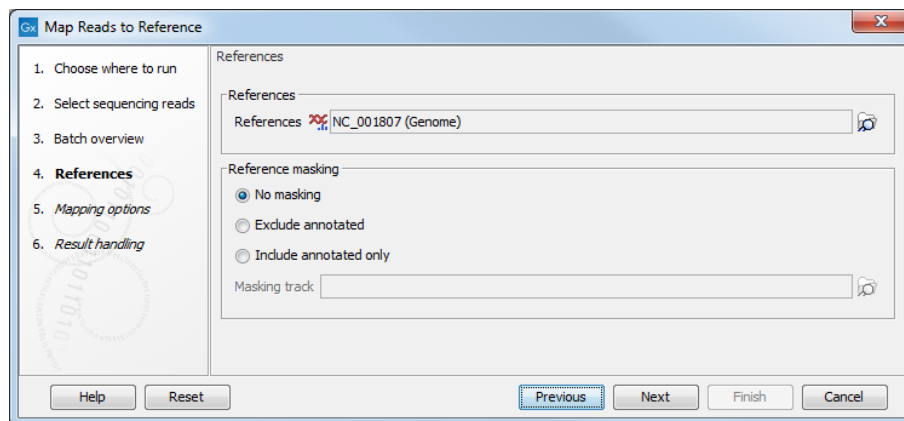 Gx Map Reads to Reference
1. Choose where to run
2. Select sequencing reads
3. Batch overview
4. References
5. Mapping options
6. Result handling
References
References
References NC_001807 (Genome)
Reference masking
No masking
Exclude annotated
Include annotated only
Masking track
Help Reset Previous Next Finish Cancel